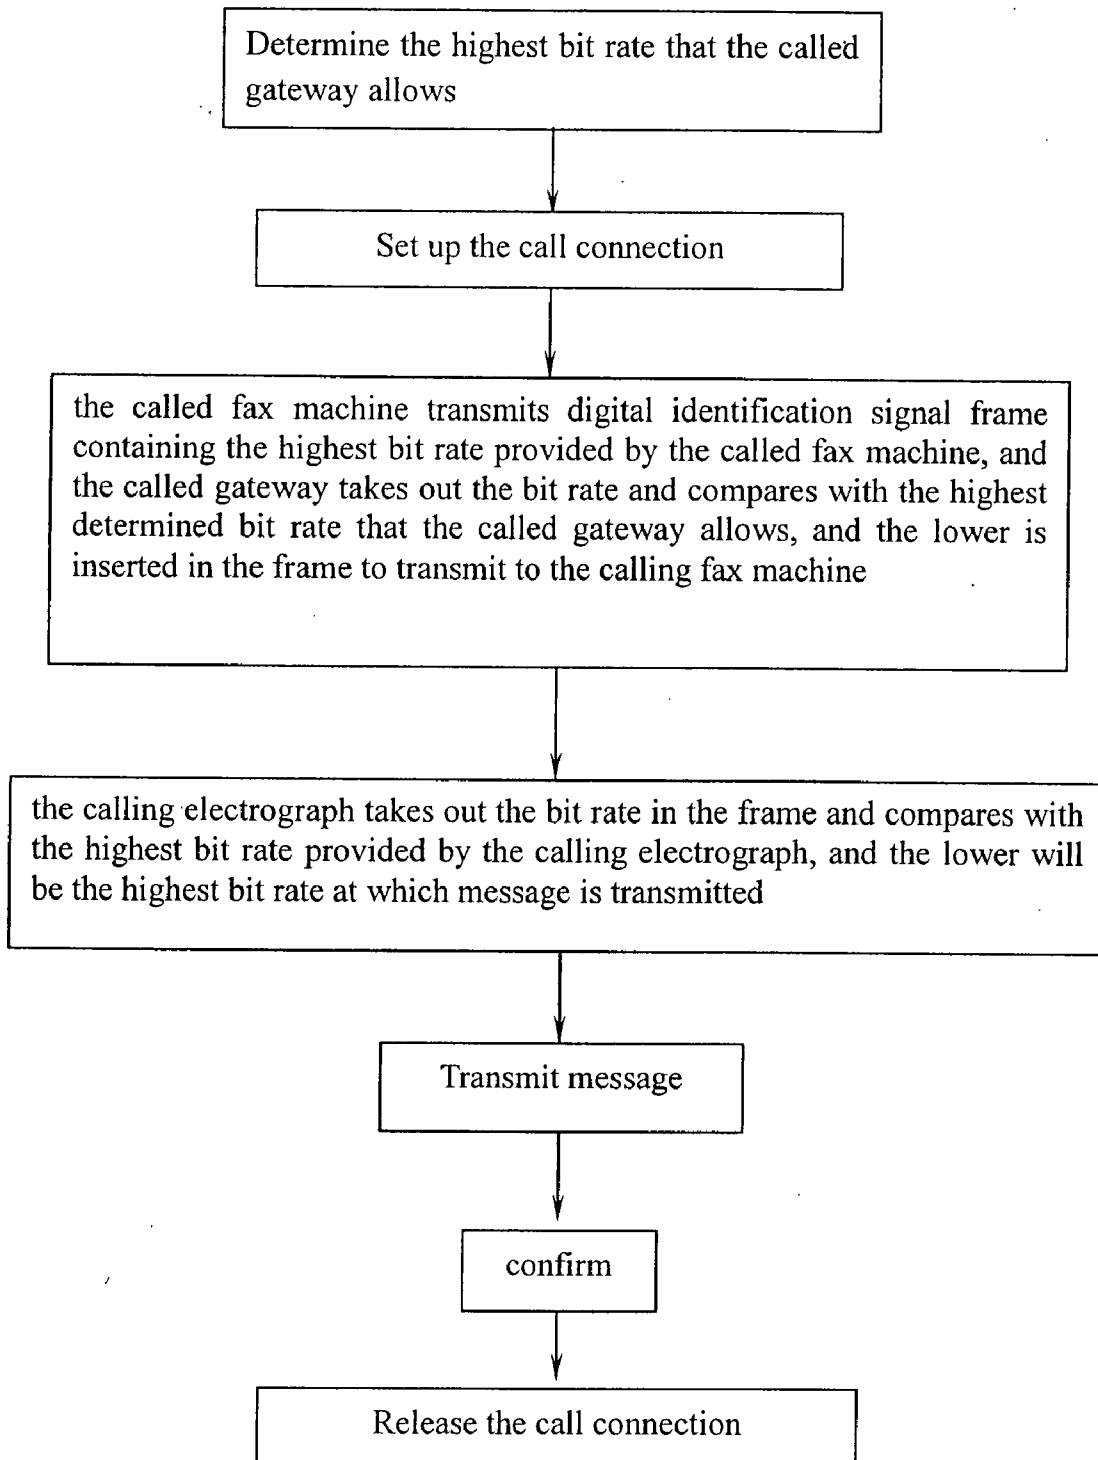 Determine the highest bit rate that the called
gateway allows
Set up the call connection
the called fax machine transmits digital identification signal frame
containing the highest bit rate provided by the called fax machine, and
the called gateway takes out the bit rate and compares with the highest
determined bit rate that the called gateway allows, and the lower is
inserted in the frame to transmit to the calling fax machine
the calling electrograph takes out the bit rate in the frame and compares with
the highest bit rate provided by the calling electrograph, and the lower will
be the highest bit rate at which message is transmitted
Transmit message
confirm
Release the call connection